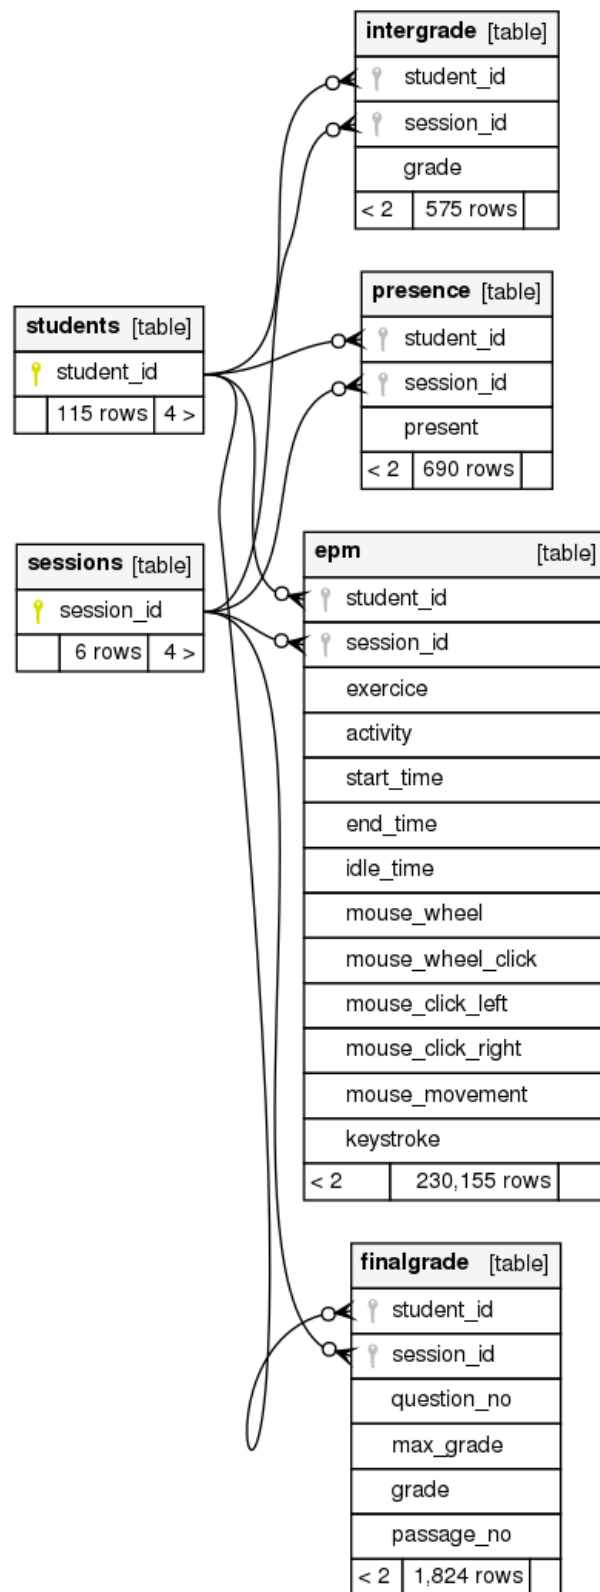 intergrade [table]
student_id
session_id
grade
< 2 575 rows
presence [table]
student_id
session_id
present
< 2 690 rows
students [table]
student_id
115 rows 4 >
sessions [table]
session_id
6 rows 4 >
epm [table]
student_id
session_id
exercice
activity
start_time
end_time
idle_time
mouse_wheel
mouse_wheel_click
mouse_click_left
mouse_click_right
mouse_movement
keystroke
< 2 230,155 rows
finalgrade [table]
student_id
session_id
question_no
max_grade
grade
passage_no
< 2 1,824 rows